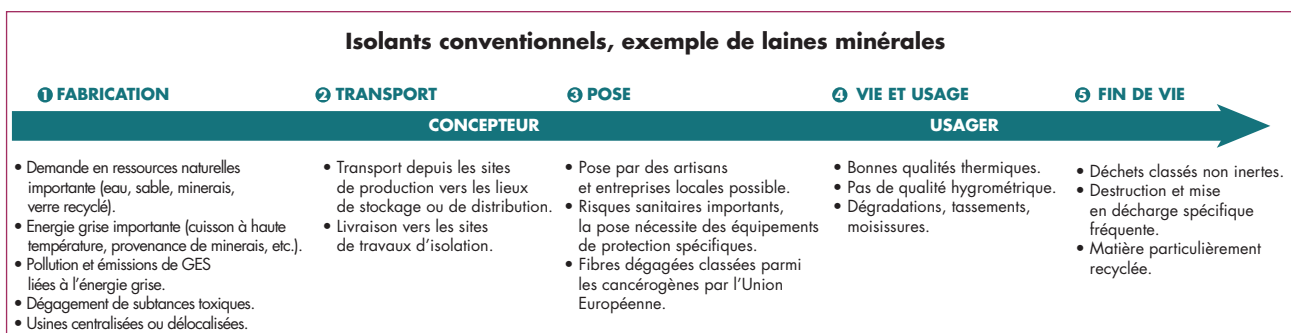 Isolants conventionnels, exemple de laines minérales
❶ FABRICATION
❷ TRANSPORT
❸ POSE
❹ VIE ET USAGE
❺ FIN DE VIE
CONCEPTEUR
USAGER
• Demande en ressources naturelles
importante (eau, sable, minerais,
verre recyclé).
• Energie grise importante (cuisson à haute
température, provenance de minerais, etc.).
• Pollution et émissions de GES
liées à l’énergie grise.
• Dégagement de subtances toxiques.
• Usines centralisées ou délocalisées.
• Transport depuis les sites
de production vers les lieux
de stockage ou de distribution.
• Livraison vers les sites
de travaux d’isolation.
• Pose par des artisans
et entreprises locales possible.
• Risques sanitaires importants,
la pose nécessite des équipements
de protection spécifiques.
• Fibres dégagées classées parmi
les cancérogènes par l’Union
Européenne.
• Bonnes qualités thermiques.
• Pas de qualité hygrométrique.
• Dégradations, tassements,
moisissures.
• Déchets classés non inertes.
• Destruction et mise
en décharge spécifique
fréquente.
• Matière particulièrement
recyclée.